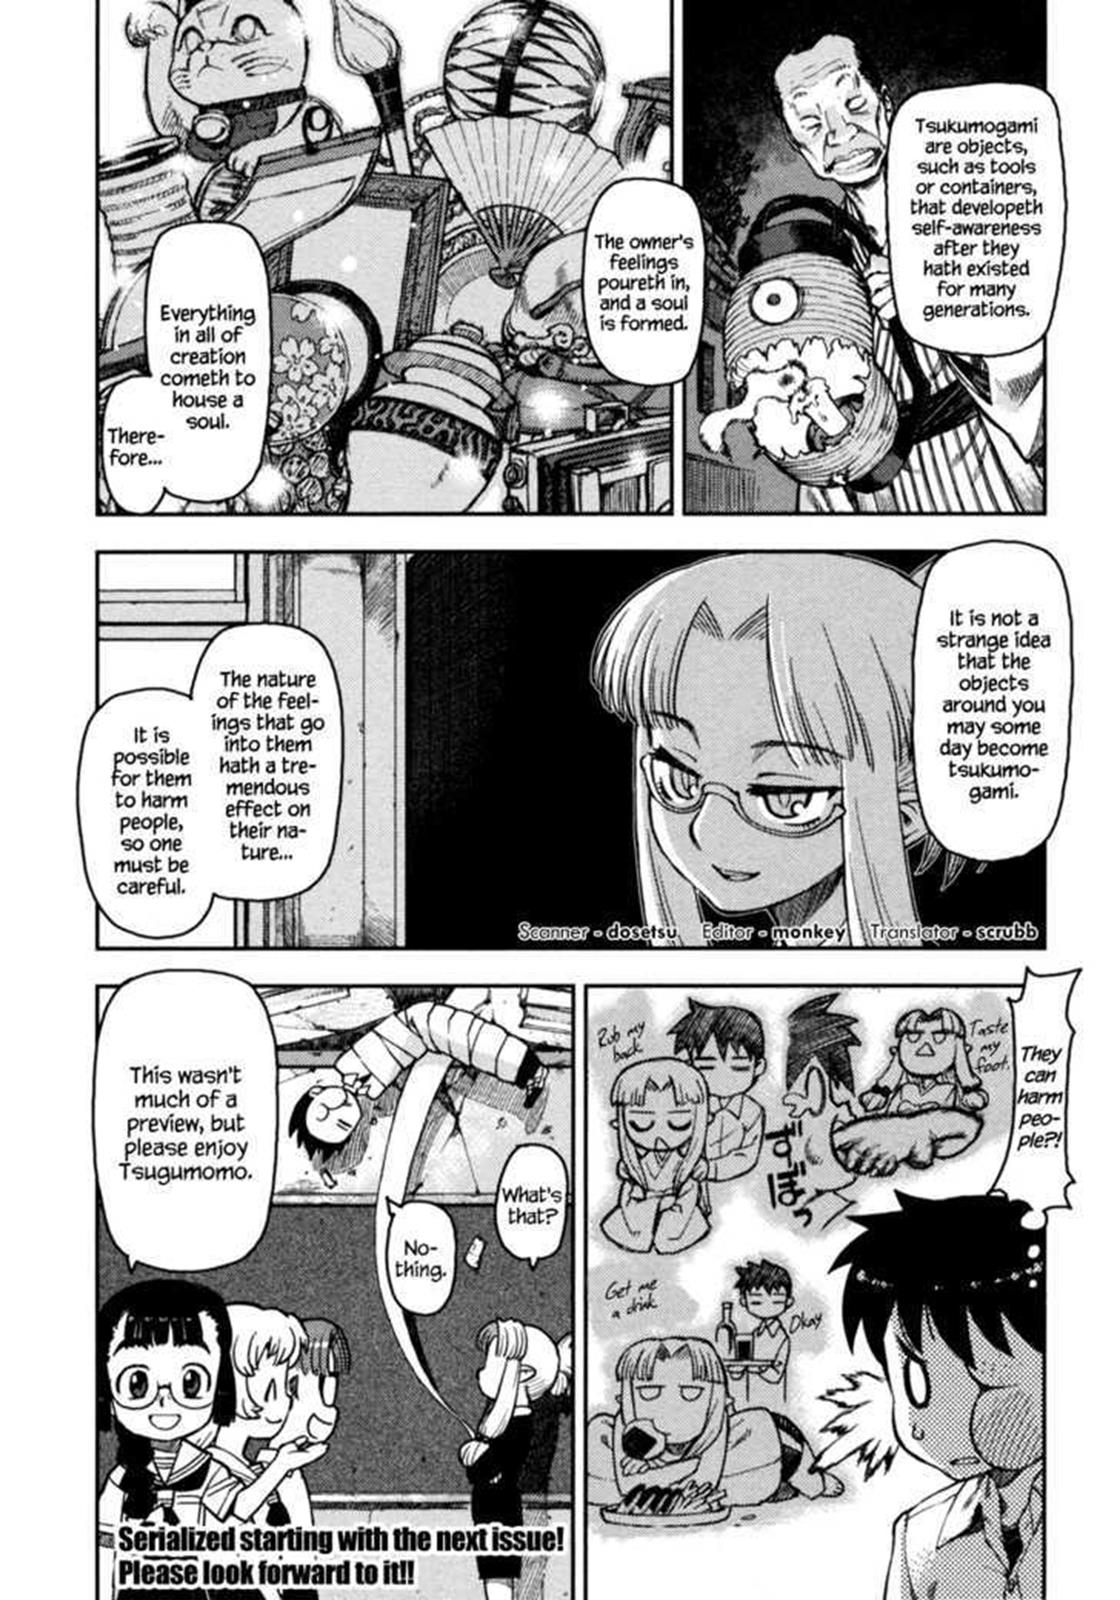 Tsukumogami
are objects,
such as tools
or containers,
that developeth
self-awareness
after they
hath existed
for many
generations.
The owner's
feelings
poureth in,
and a soul
is formed.
Everything
in all of
creation
cometh to
house a
soul.
There-
fore...
It is not a
strange idea
that the
objects
around you
may some
day become
tsukumo-
gami.
The nature
of the feel-
ings that go
into them
hath a tre-
mendous
effect on
their na-
ture...
It is
possible
for them
to harm
people,
so one
must be
careful.
Scanner - dosetsu Editor - monkey Translator - scrubb
They
can
harm
peo-
ple?!
Taste
my
foot.
Rub my
back
Get me
a drink
Okay
What's
that?
No-
thing.
This wasn't
much of a
preview, but
please enjoy
Tsugumomo.
Serialized starting with the next issue!
Please look forward to it!!